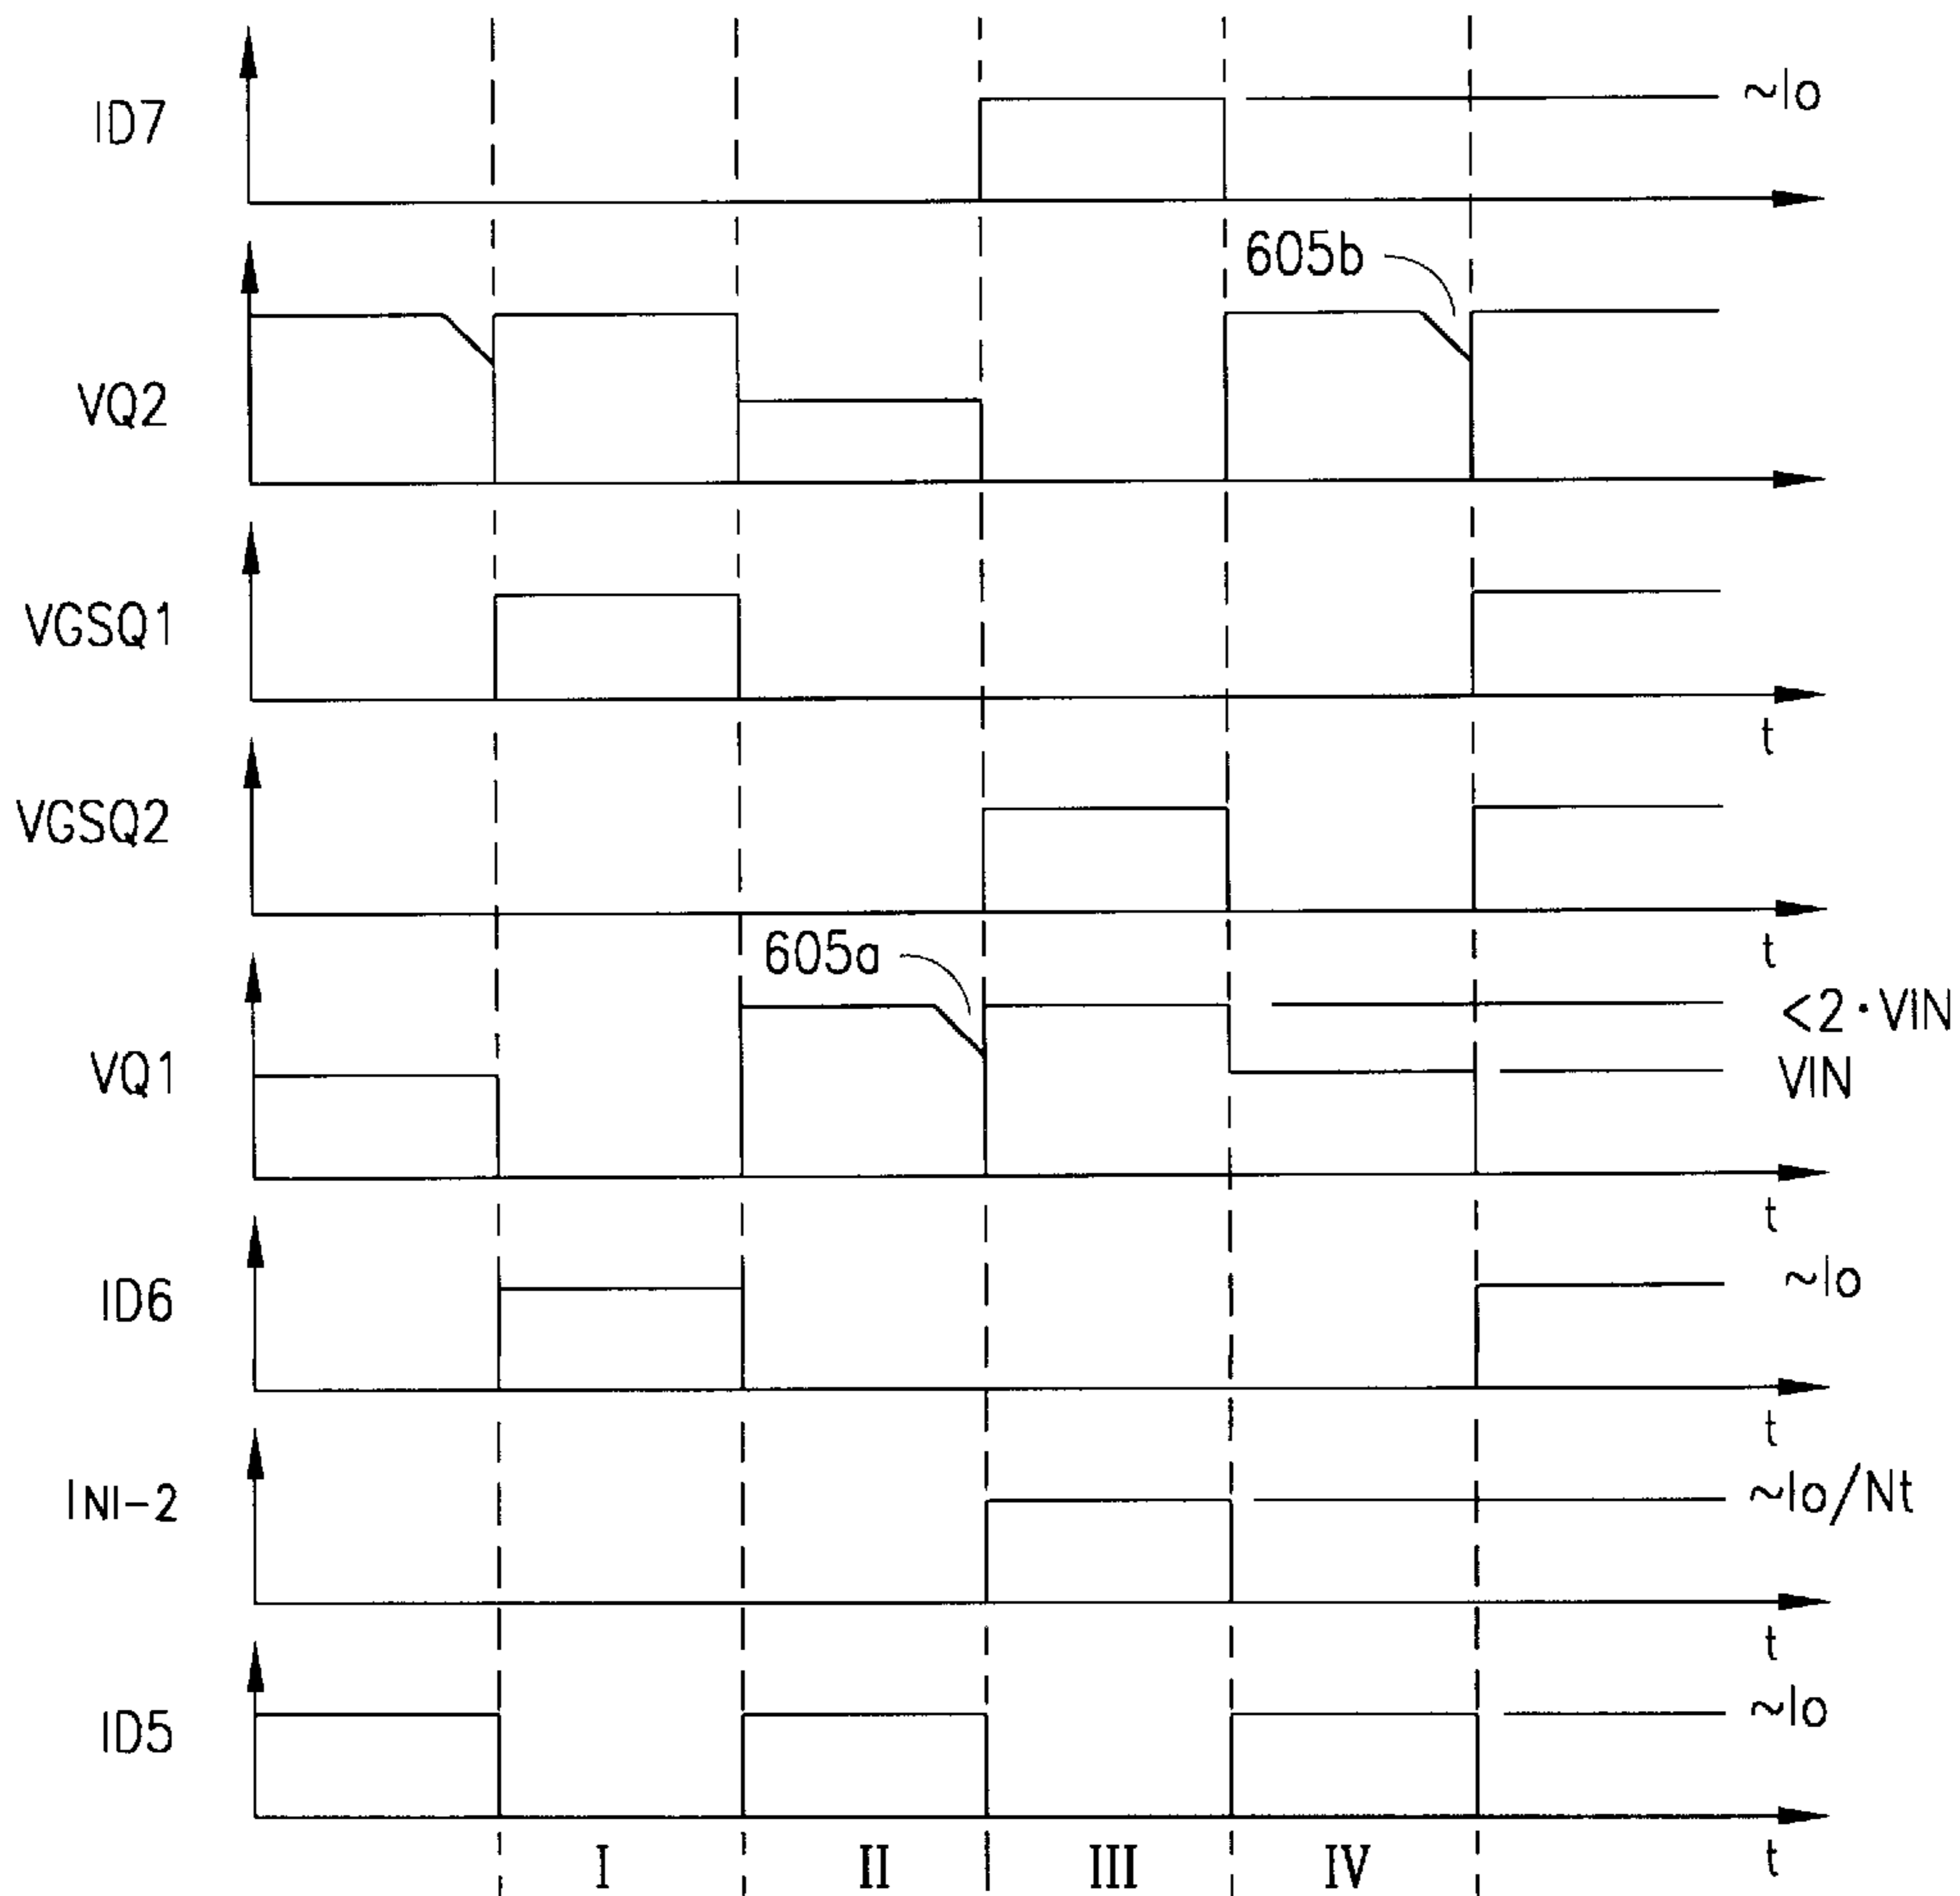 ID7
~Io
605b
VQ2
VGSQ1
t
VGSQ2
t
605a
<2·VIN
VQ1
VIN
t
ID6
~Io
t
INI-2
~Io/Nt
t
ID5
~Io
t
I II III IV